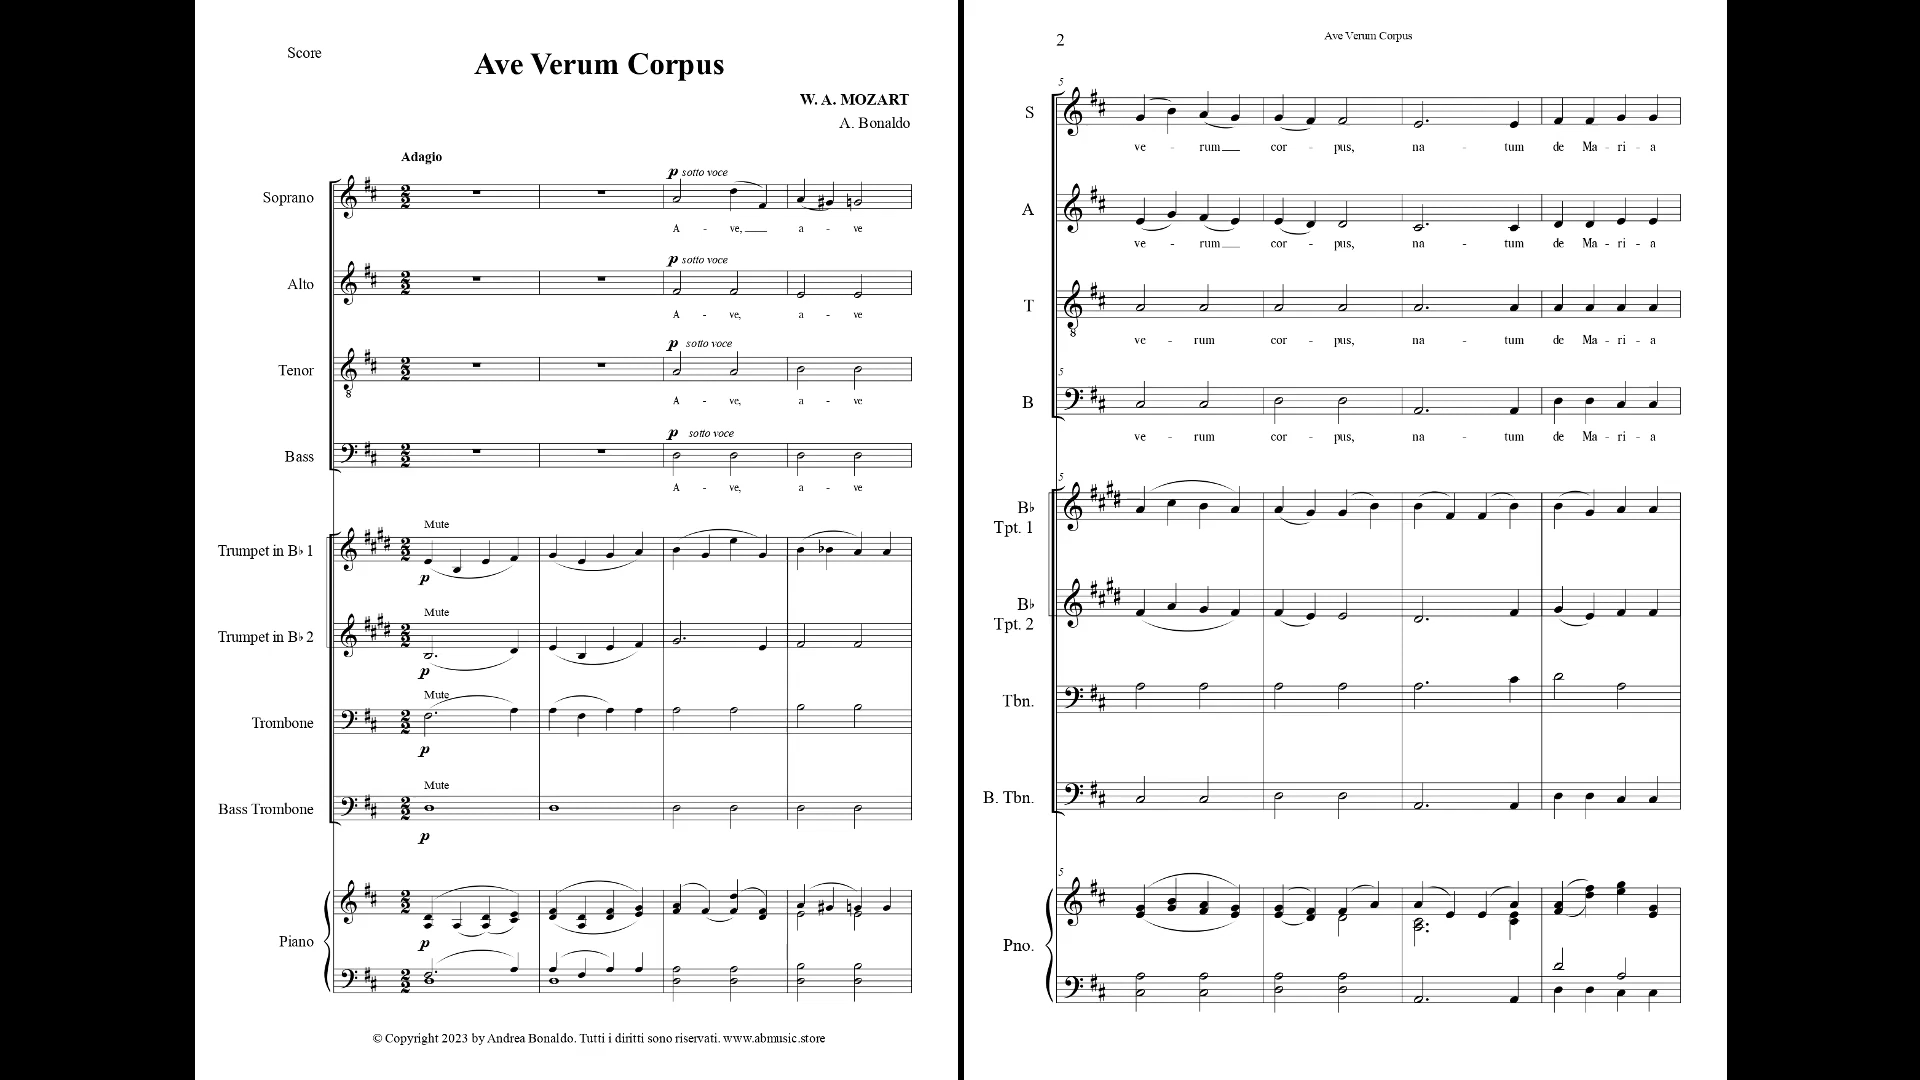 Score
Ave Verum Corpus
W. A. MOZART
A. Bonaldo
Adagio
Soprano
p sotto voce
A - ve, a - ve
Alto
p sotto voce
A - ve, a - ve
Tenor
p sotto voce
A - ve, a - ve
Bass
p sotto voce
A - ve, a - ve
Trumpet in B♭ 1
Mute
p
Trumpet in B♭ 2
Mute
p
Trombone
Mute
p
Bass Trombone
Mute
p
Piano
p
© Copyright 2023 by Andrea Bonaldo. Tutti i diritti sono riservati. www.abmusic.store
2
Ave Verum Corpus
5
S
ve - rum cor - pus, na - tum de Ma - ri - a
A
ve - rum cor - pus, na - tum de Ma - ri - a
T
ve - rum cor - pus, na - tum de Ma - ri - a
5
B
ve - rum cor - pus, na - tum de Ma - ri - a
5
B♭
Tpt. 1
B♭
Tpt. 2
Tbn.
B. Tbn.
5
Pno.